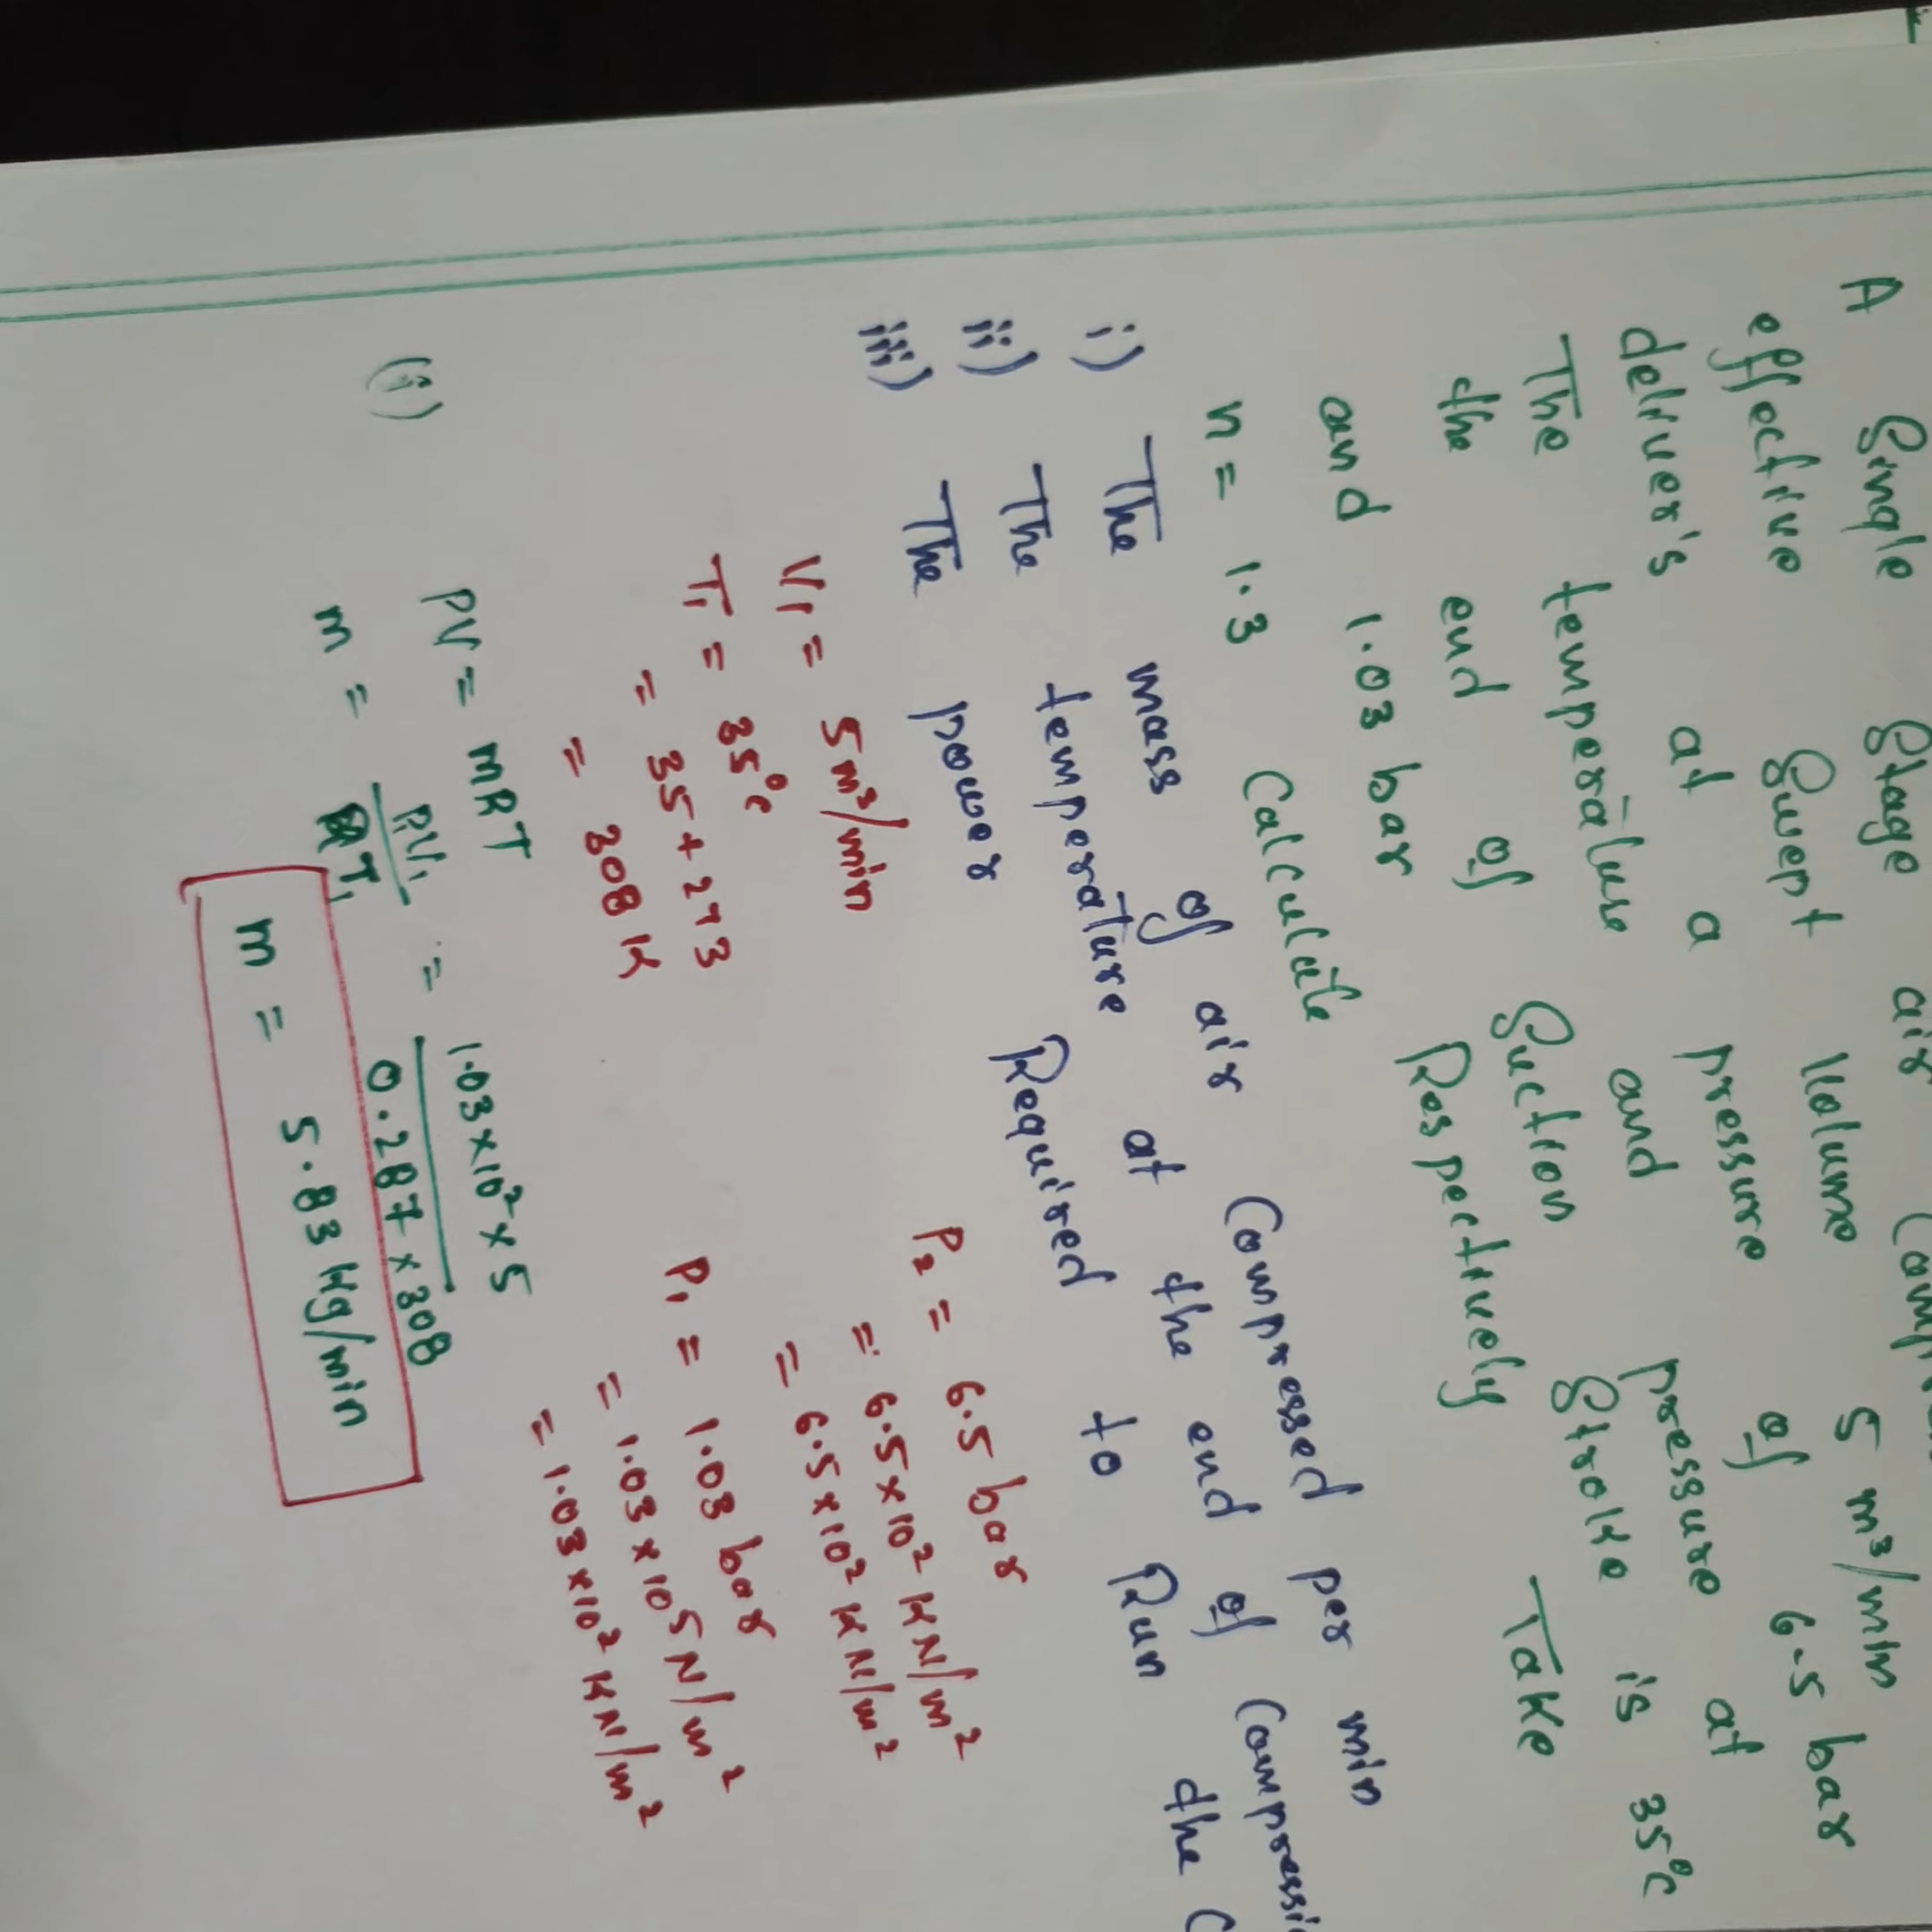 A Single Stage air
effective Swept Volume 5 m³/min
deliver's at a pressure of 6.5 bar
The temperature and pressure at
the end of Suction Stroke is 35°c
and 1.03 bar Respectively Take
n = 1.3 Calculate
i) The mass of air Compressed per min
ii) The temperature at the end of
iii) The power Required to Run the
V1 = 5 m³/min
T1 = 35°c
= 35 + 273
= 308 K
P2 = 6.5 bar
= 6.5 × 10² KN/m²
= 6.5 × 10² KN/m²
P1 = 1.03 bar
= 1.03 × 10⁵ N/m²
= 1.03 × 10² KN/m²
(i) PV = mRT
m = P1V1 / RT1 = 1.03×10² × 5 / 0.287 × 308
m = 5.83 Kg/min